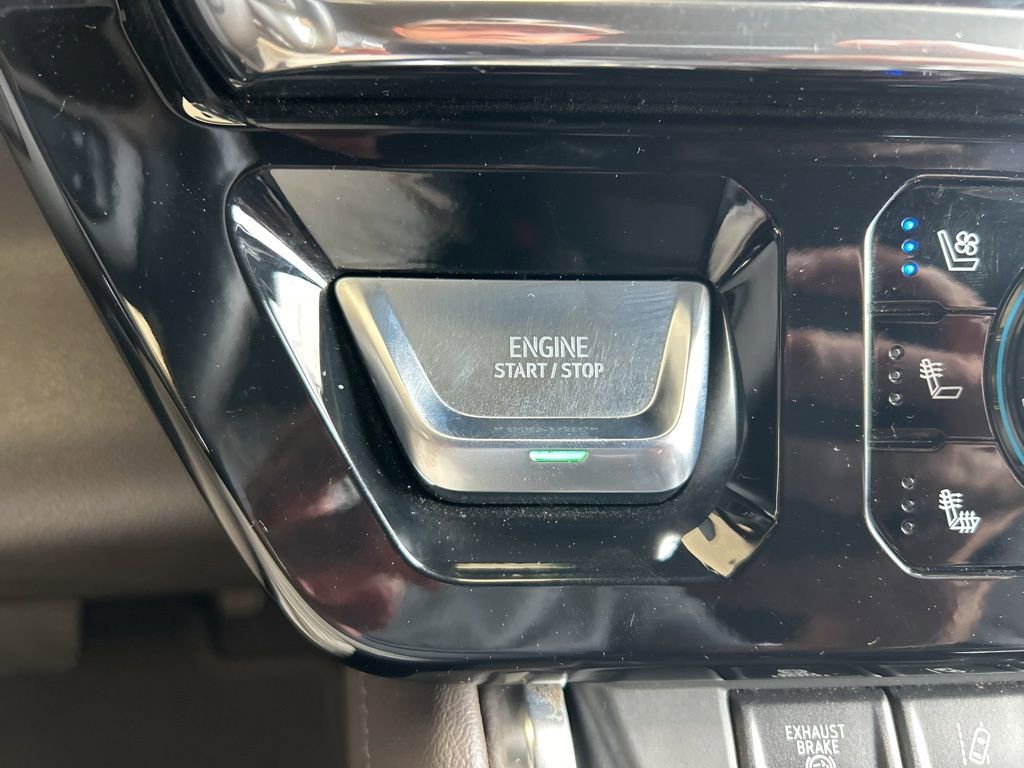 ENGINE
START / STOP
EXHAUST
BRAKE